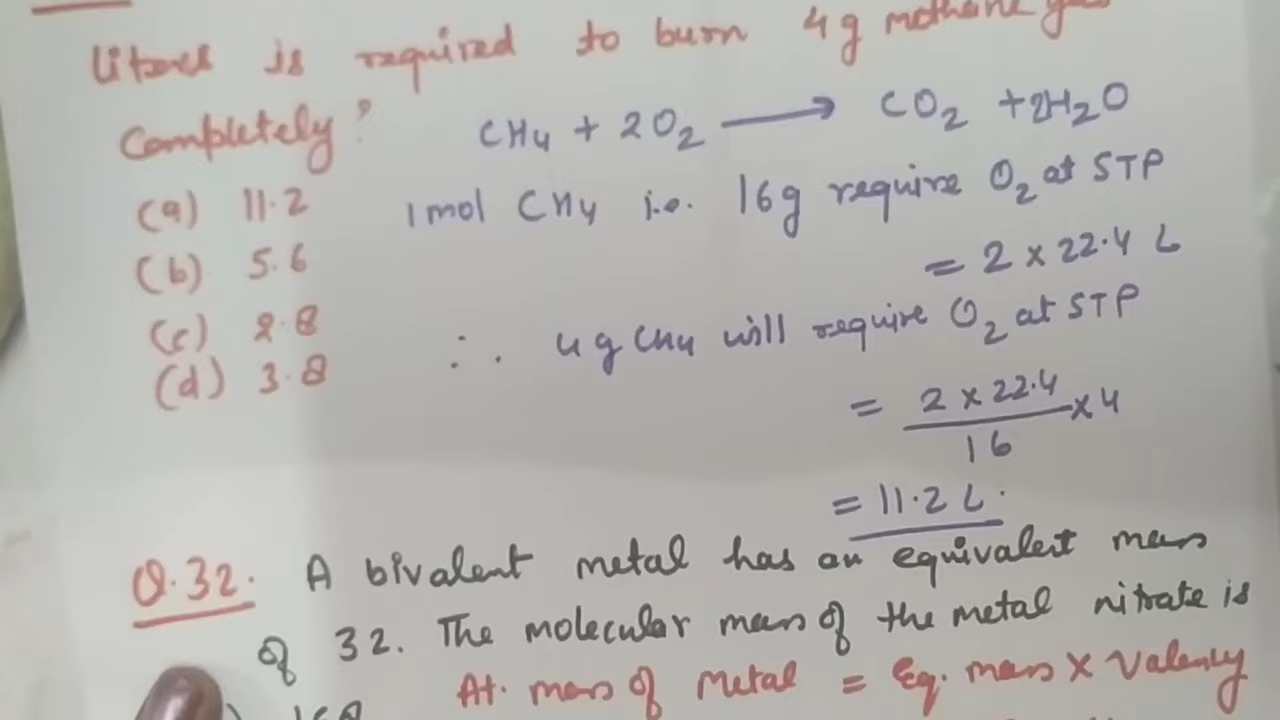 is required to burn 4g methane gas
Completely?
CH4 + 2O2 ⟶ CO2 + 2H2O
(a) 11.2
1 mol CH4 i.e. 16g require O2 at STP
(b) 5.6
= 2 × 22.4 L
(c) 2.8
∴ 4g CH4 will require O2 at STP
(d) 3.8
= 2 × 22.4 / 16 × 4
= 11.2 L.
Q.32. A bivalent metal has an equivalent mass
of 32. The molecular mass of the metal nitrate is
At. mass of Metal = Eq. mass × Valency